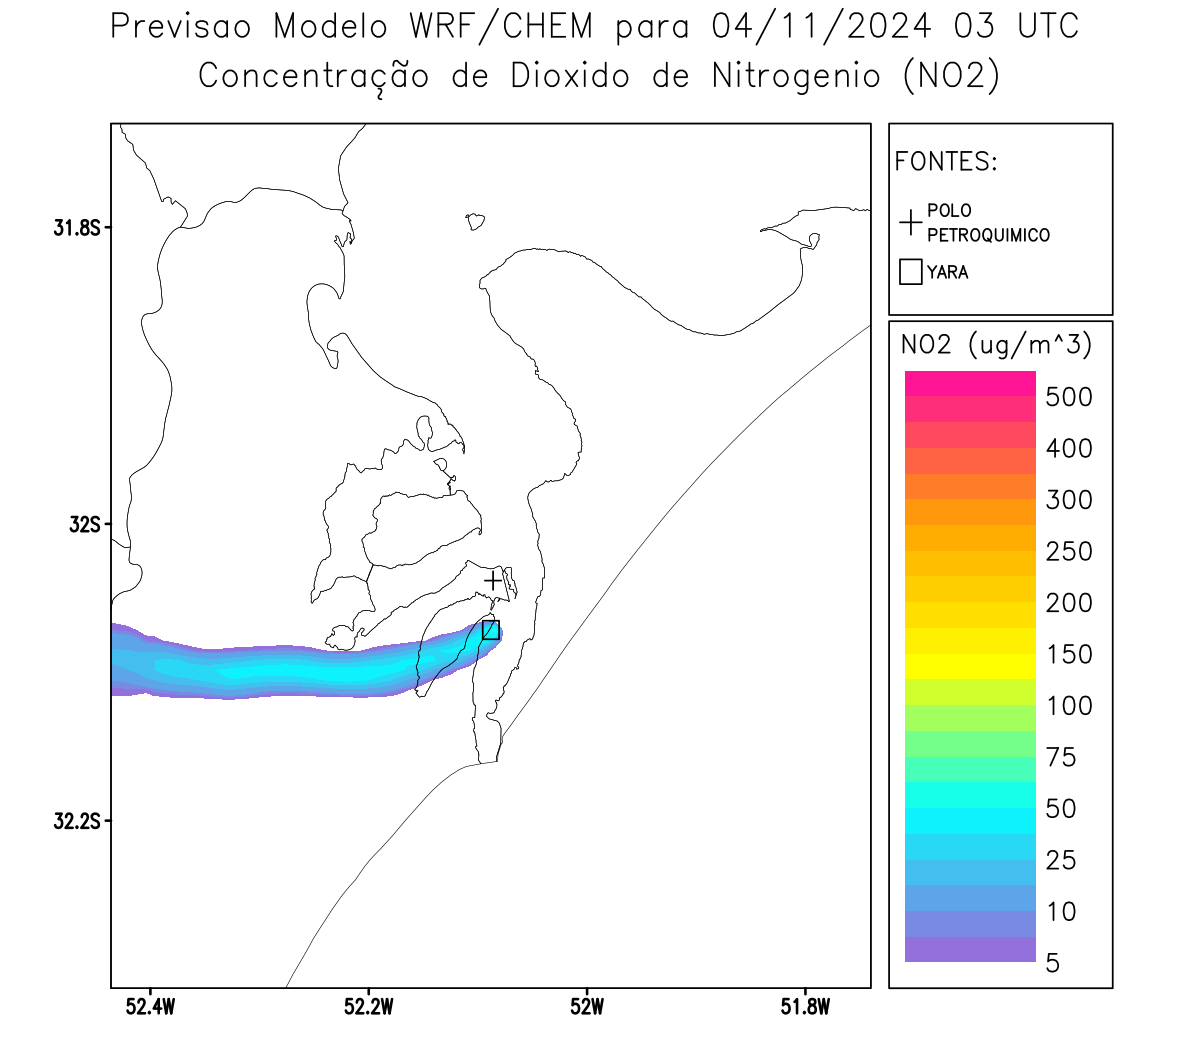 Previsao Modelo WRF/CHEM para 04/11/2024 03 UTC
Concentração de Dioxido de Nitrogenio (NO2)
FONTES:
POLO
PETROQUIMICO
YARA
NO2 (ug/m^3)
500
400
300
250
200
150
100
75
50
25
10
5
31.8S
32S
32.2S
52.4W
52.2W
52W
51.8W